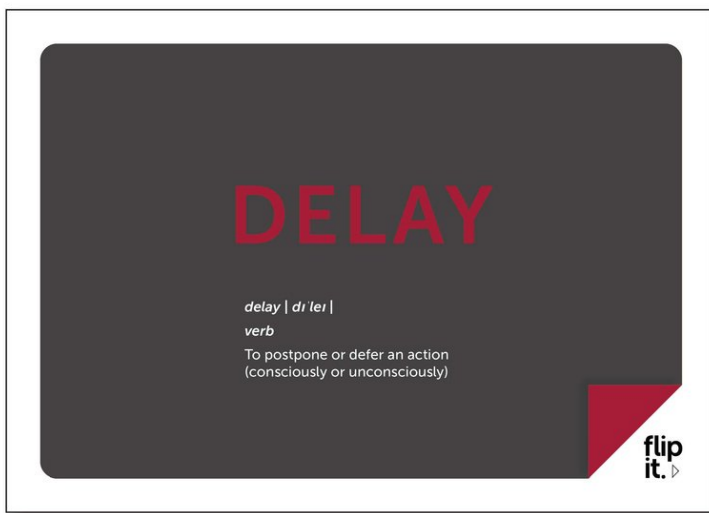 DELAY
delay | dɪˈleɪ |
verb
To postpone or defer an action
(consciously or unconsciously)
flip
it.